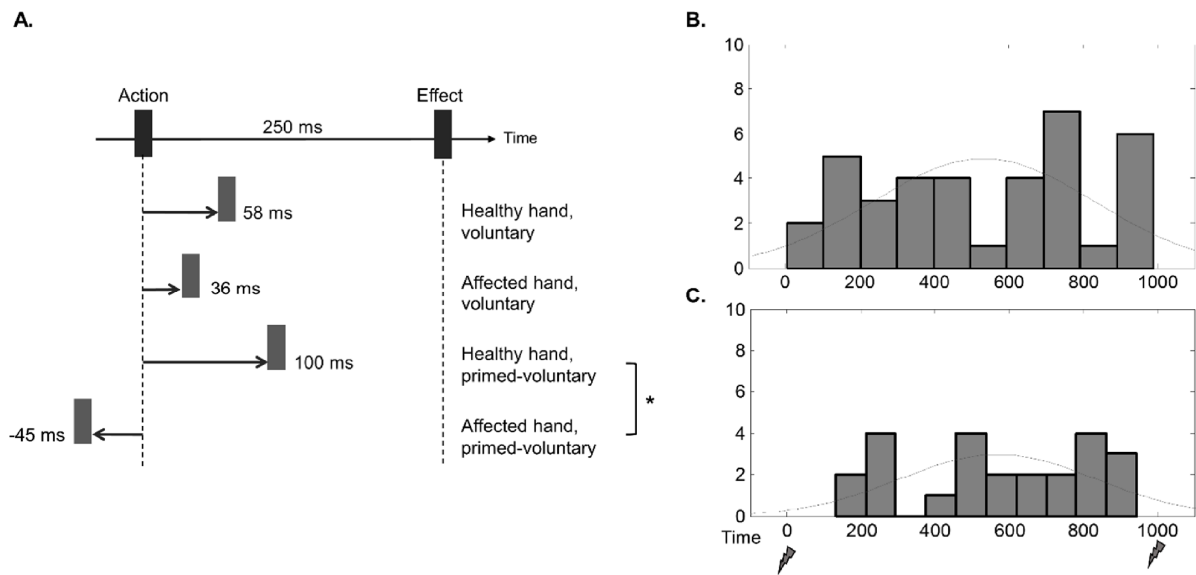 A.
Action
Effect
250 ms
Time
58 ms
Healthy hand,
voluntary
36 ms
Affected hand,
voluntary
100 ms
Healthy hand,
primed-voluntary
*
-45 ms
Affected hand,
primed-voluntary
B.
10
8
6
4
2
0
0 200 400 600 800 1000
C.
10
8
6
4
2
0
Time 0 200 400 600 800 1000